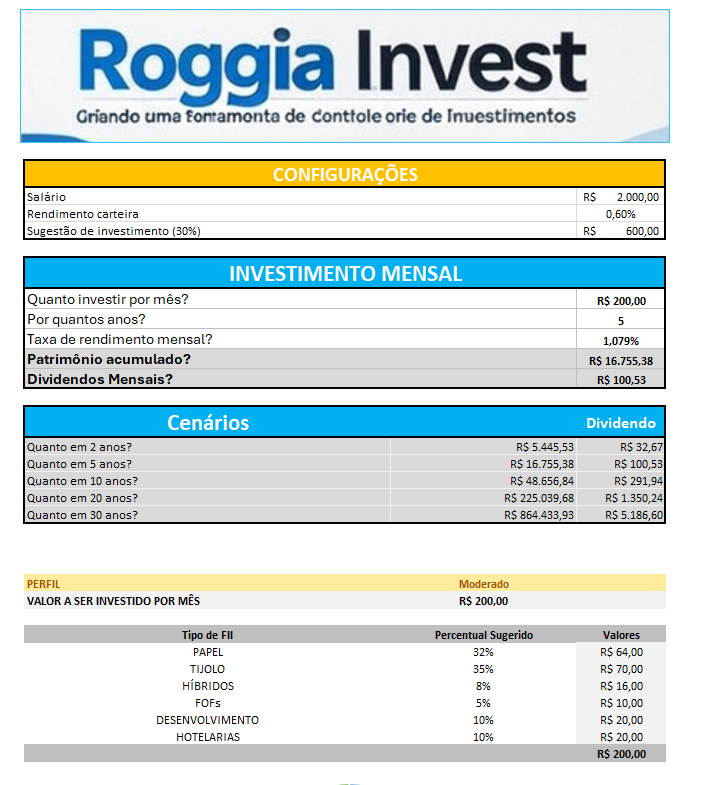 Roggia Invest
Griando uma Fomramonta de Conttole orie de Inuestimentos
CONFIGURAÇÕES
Salário R$ 2.000,00
Rendimento carteira 0,60%
Sugestão de investimento (30%) R$ 600,00
INVESTIMENTO MENSAL
Quanto investir por mês? R$ 200,00
Por quantos anos? 5
Taxa de rendimento mensal? 1,079%
Patrimônio acumulado? R$ 16.755,38
Dividendos Mensais? R$ 100,53
Cenários Dividendo
Quanto em 2 anos? R$ 5.445,53 R$ 32,67
Quanto em 5 anos? R$ 16.755,38 R$ 100,53
Quanto em 10 anos? R$ 48.656,84 R$ 291,94
Quanto em 20 anos? R$ 225.039,68 R$ 1.350,24
Quanto em 30 anos? R$ 864.433,93 R$ 5.186,60
PERFIL Moderado
VALOR A SER INVESTIDO POR MÊS R$ 200,00
Tipo de FII Percentual Sugerido Valores
PAPEL 32% R$ 64,00
TIJOLO 35% R$ 70,00
HÍBRIDOS 8% R$ 16,00
FOFs 5% R$ 10,00
DESENVOLVIMENTO 10% R$ 20,00
HOTELARIAS 10% R$ 20,00
R$ 200,00